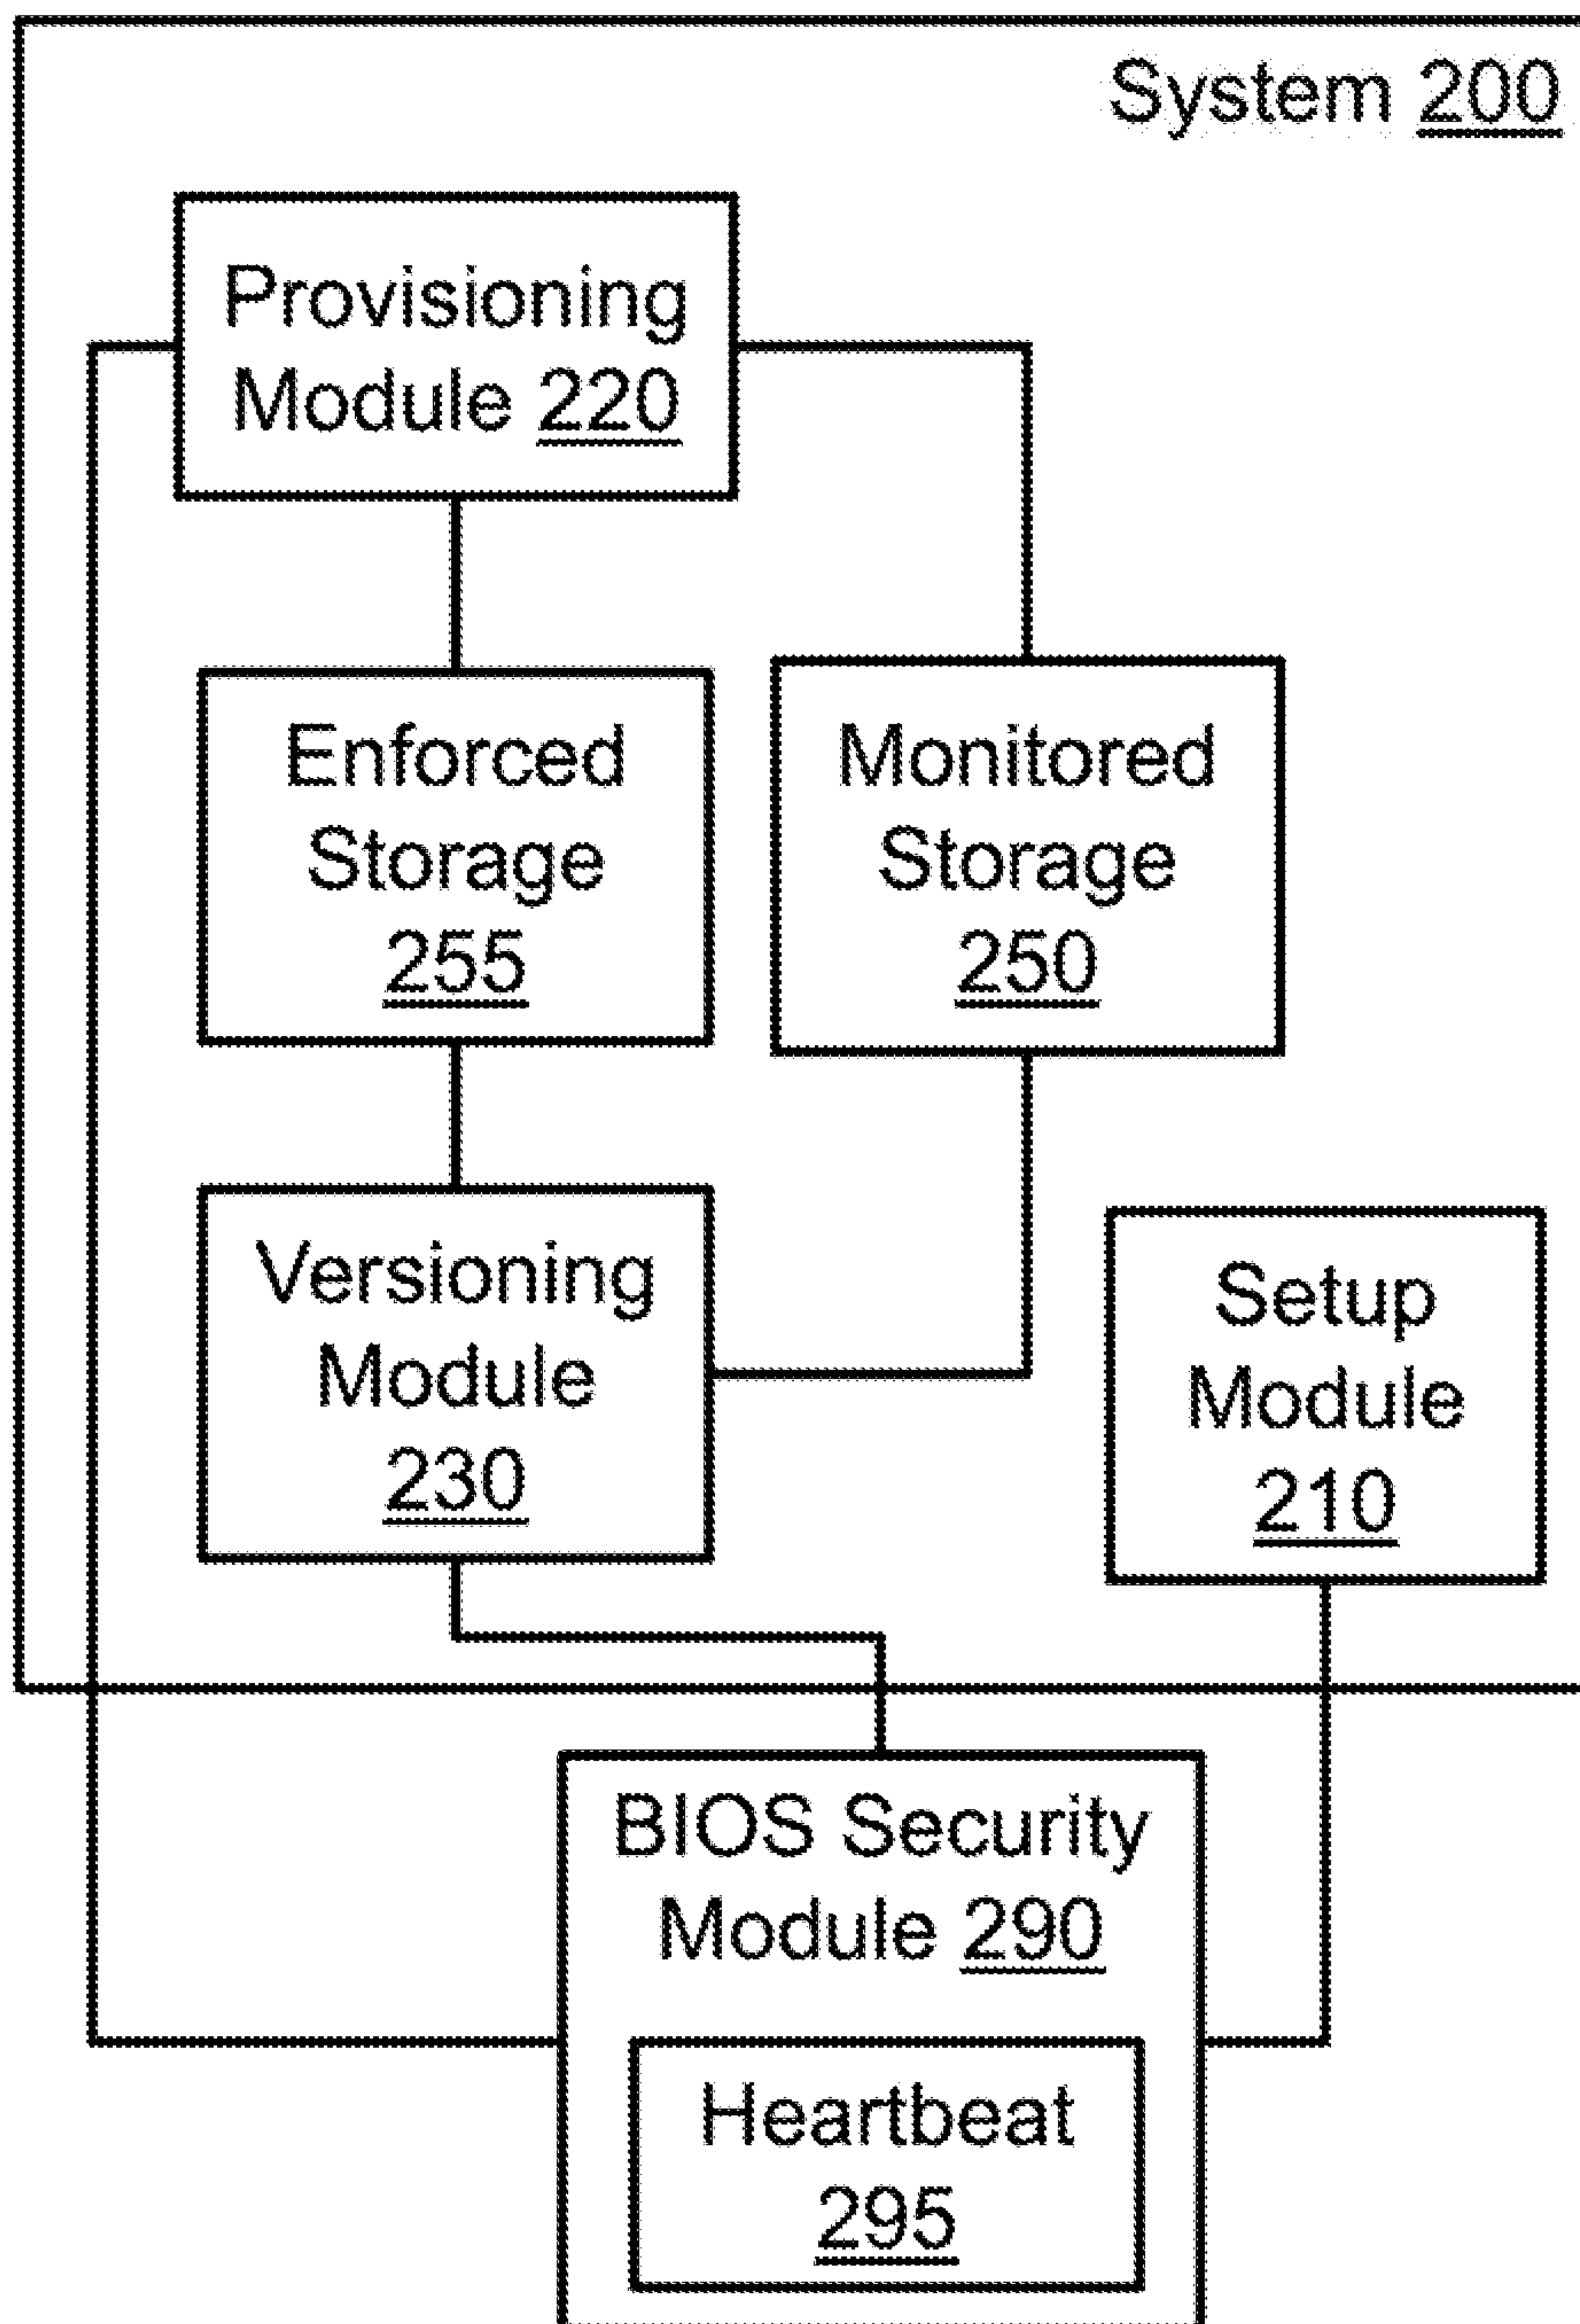 System 200
Provisioning
Module 220
Enforced
Storage
255
Monitored
Storage
250
Versioning
Module
230
Setup
Module
210
BIOS Security
Module 290
Heartbeat
295